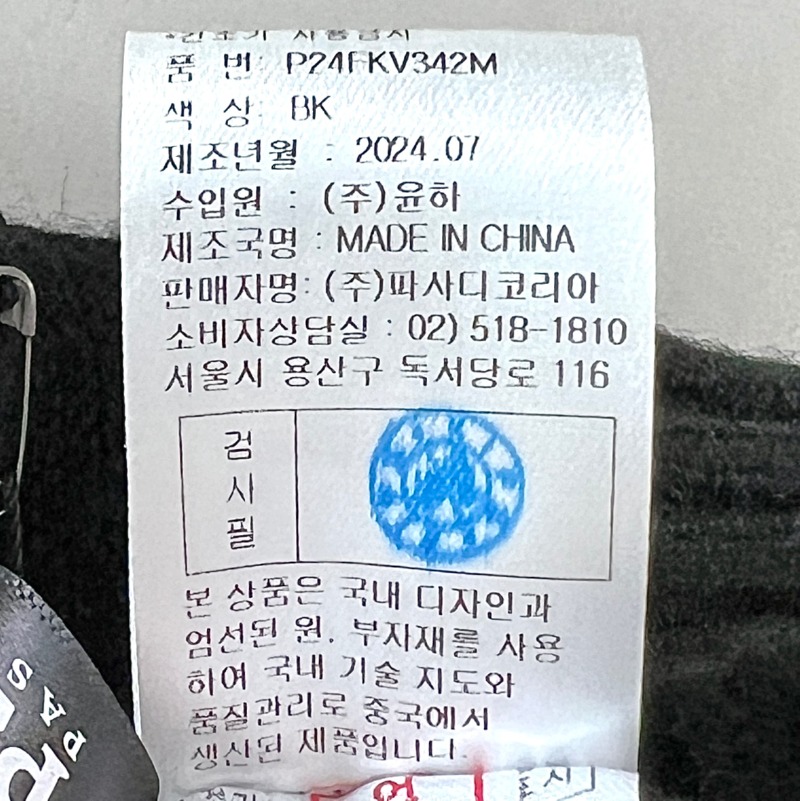 품 번: P24FKV342M
색 상: BK
제조년월 : 2024.07
수입원 : (주)윤하
제조국명 : MADE IN CHINA
판매자명: (주)파사디코리아
소비자상담실 : 02) 518-1810
서울시 용산구 독서당로 116
검
사
필
본 상품은 국내 디자인과
엄선된 원, 부자재를 사용
하여 국내 기술 지도와
품질관리로 중국에서
생산된 제품입니다.
PAS